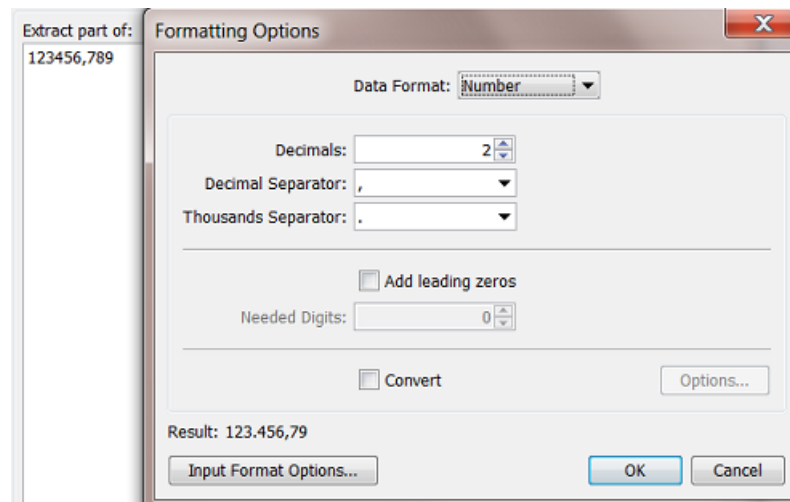 Extract part of:
123456,789
Formatting Options
Data Format: Number
Decimals: 2
Decimal Separator: ,
Thousands Separator: .
Add leading zeros
Needed Digits: 0
Convert
Options...
Result: 123.456,79
Input Format Options...
OK
Cancel